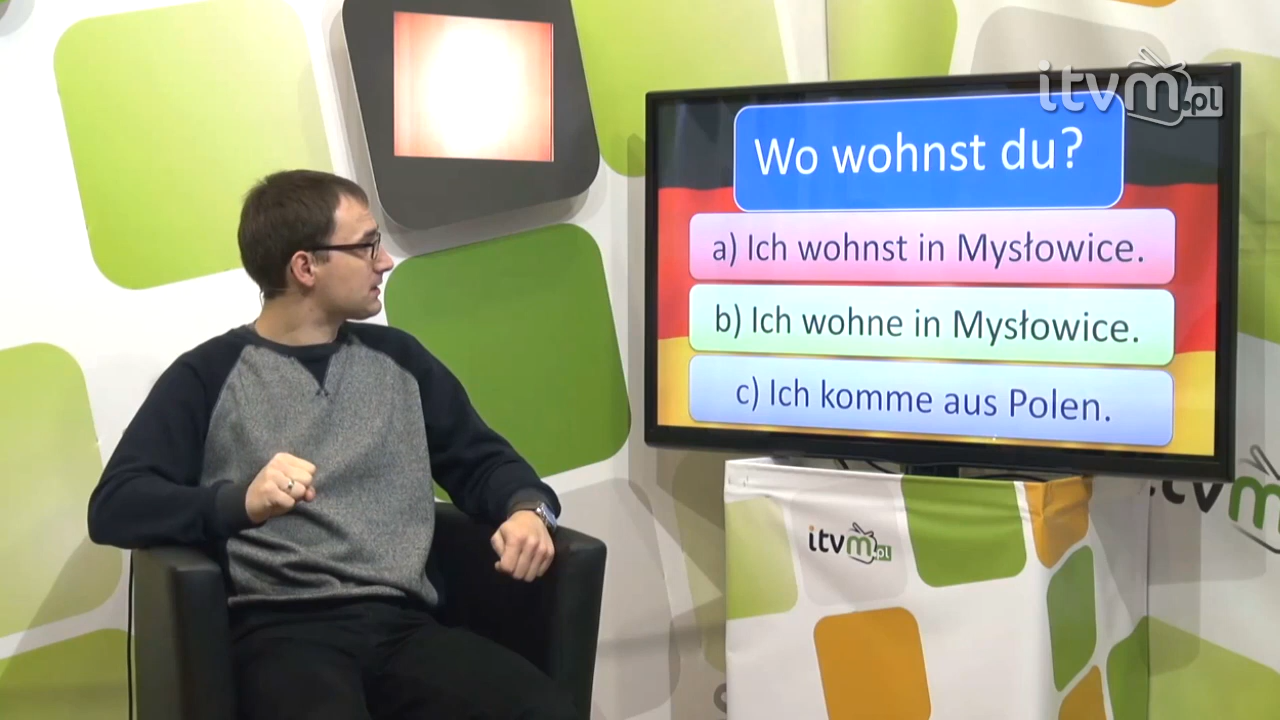 itvm.pl
Wo wohnst du?
a) Ich wohnst in Mysłowice.
b) Ich wohne in Mysłowice.
c) Ich komme aus Polen.
itvm.pl
itvm